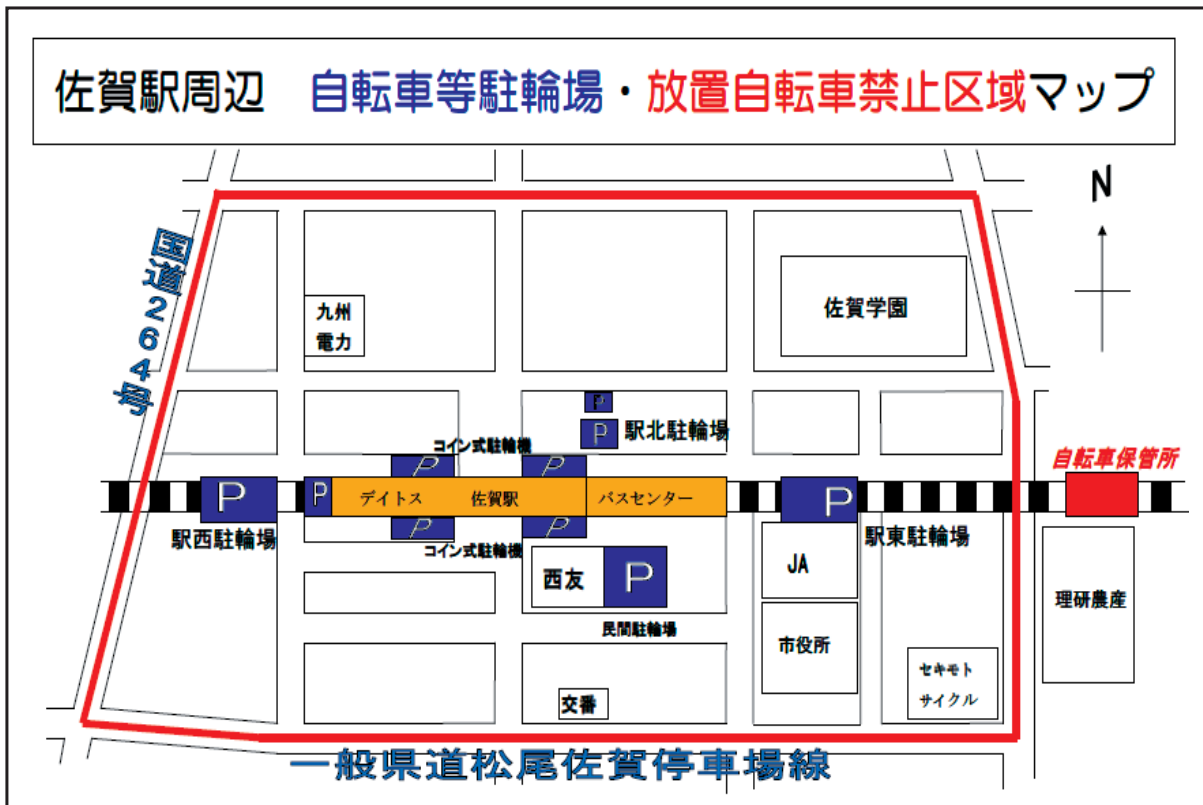 佐賀駅周辺　自転車等駐輪場・放置自転車禁止区域マップ
N
国道264号
九州
電力
佐賀学園
P
P
駅北駐輪場
コイン式駐輪機
自転車保管所
P
P
P
P
デイトス
佐賀駅
バスセンター
P
駅西駐輪場
P
P
コイン式駐輪機
駅東駐輪場
西友
P
JA
理研農産
民間駐輪場
市役所
セキモト
サイクル
交番
一般県道松尾佐賀停車場線